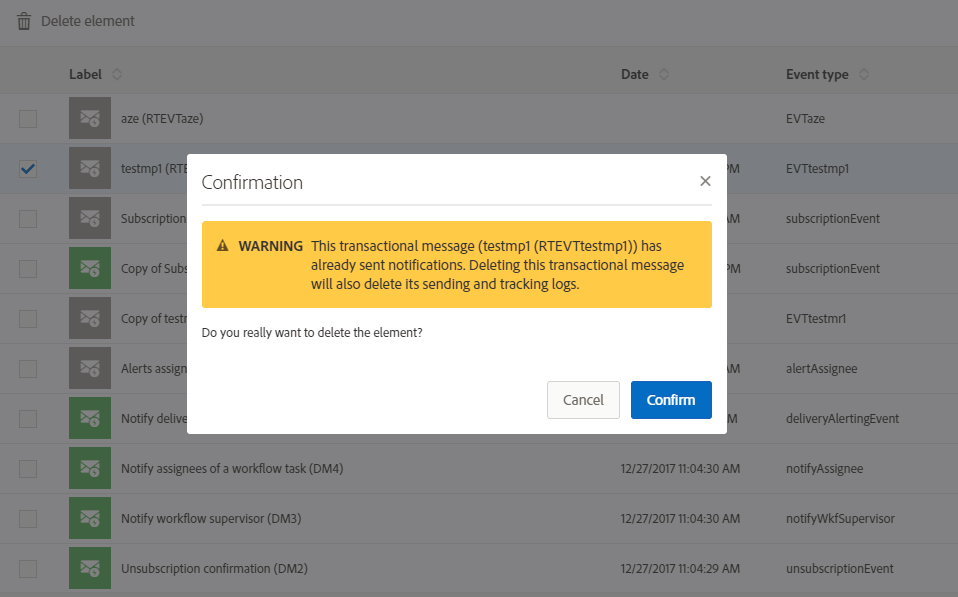 Delete element
Label Date Event type
aze (RTEVTaze) EVTaze
testmp1 (RTE PM EVTtestmp1
Subscription AM subscriptionEvent
Copy of Subs PM subscriptionEvent
Copy of testm EVTtestmr1
Alerts assign AM alertAssignee
Notify delive AM deliveryAlertingEvent
Notify assignees of a workflow task (DM4) 12/27/2017 11:04:30 AM notifyAssignee
Notify workflow supervisor (DM3) 12/27/2017 11:04:30 AM notifyWkfSupervisor
Unsubscription confirmation (DM2) 12/27/2017 11:04:29 AM unsubscriptionEvent
Confirmation
WARNING This transactional message (testmp1 (RTEVTtestmp1)) has
already sent notifications. Deleting this transactional message
will also delete its sending and tracking logs.
Do you really want to delete the element?
Cancel Confirm